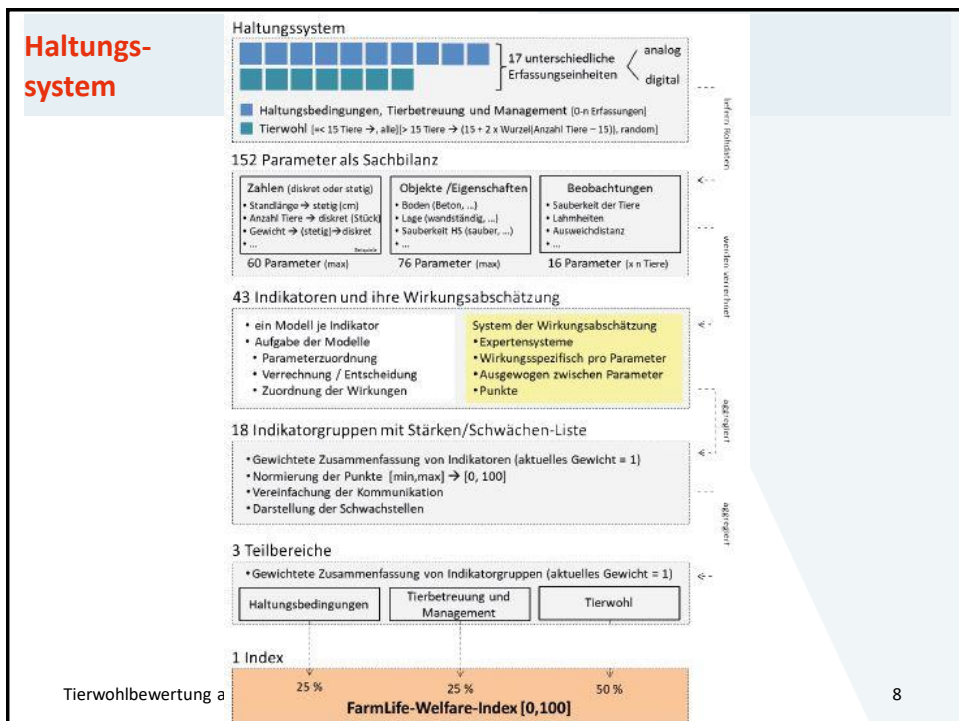 Haltungs-
system
Haltungssystem
17 unterschiedliche
Erfassungseinheiten
analog
digital
Haltungsbedingungen, Tierbetreuung und Management [0-n Erfassungen]
Tierwohl [=< 15 Tiere →, alle][> 15 Tiere → (15 + 2 x Wurzel(Anzahl Tiere – 15)), random]
liefern Rohdaten
152 Parameter als Sachbilanz
Zahlen (diskret oder stetig)
• Standlänge → stetig (cm)
• Anzahl Tiere → diskret (Stück)
• Gewicht → (stetig) → diskret
• ...
Beispiele
60 Parameter (max)
Objekte /Eigenschaften
• Boden (Beton, ...)
• Lage (wandständig, ...)
• Sauberkeit HS (sauber, ...)
• ...
76 Parameter (max)
Beobachtungen
• Sauberkeit der Tiere
• Lahmheiten
• Ausweichdistanz
• ...
16 Parameter (x n Tiere)
werden verrechnet
43 Indikatoren und ihre Wirkungsabschätzung
• ein Modell je Indikator
• Aufgabe der Modelle
• Parameterzuordnung
• Verrechnung / Entscheidung
• Zuordnung der Wirkungen
System der Wirkungsabschätzung
• Expertensysteme
• Wirkungsspezifisch pro Parameter
• Ausgewogen zwischen Parameter
• Punkte
aggregiert
18 Indikatorgruppen mit Stärken/Schwächen-Liste
• Gewichtete Zusammenfassung von Indikatoren (aktuelles Gewicht = 1)
• Normierung der Punkte [min,max] → [0, 100]
• Vereinfachung der Kommunikation
• Darstellung der Schwachstellen
aggregiert
3 Teilbereiche
• Gewichtete Zusammenfassung von Indikatorgruppen (aktuelles Gewicht = 1)
Haltungsbedingungen
Tierbetreuung und
Management
Tierwohl
1 Index
25 %
25 %
50 %
FarmLife-Welfare-Index [0,100]
Tierwohlbewertung a
8